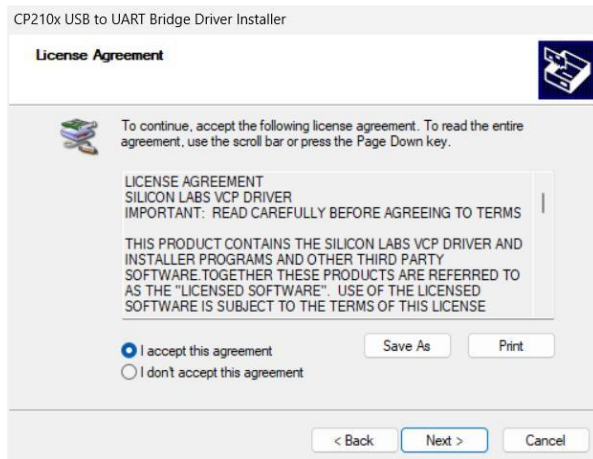 CP210x USB to UART Bridge Driver Installer
License Agreement
To continue, accept the following license agreement. To read the entire
agreement, use the scroll bar or press the Page Down key.
LICENSE AGREEMENT
SILICON LABS VCP DRIVER
IMPORTANT: READ CAREFULLY BEFORE AGREEING TO TERMS
THIS PRODUCT CONTAINS THE SILICON LABS VCP DRIVER AND
INSTALLER PROGRAMS AND OTHER THIRD PARTY
SOFTWARE.TOGETHER THESE PRODUCTS ARE REFERRED TO
AS THE "LICENSED SOFTWARE". USE OF THE LICENSED
SOFTWARE IS SUBJECT TO THE TERMS OF THIS LICENSE
I accept this agreement
Save As
Print
I don't accept this agreement
< Back
Next >
Cancel